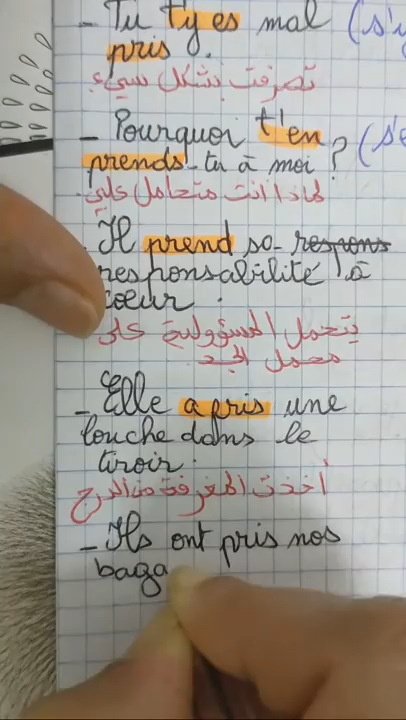 - Tu t'y es mal (s'y
pris.
تصرفت بشكل سيء
- Pourquoi t'en (s'e
prends-tu à moi ?
لماذا انت متحامل علي
- Il prend sa respons
responsabilité à
coeur.
يتحمل المسؤولية على
محمل الجد
- Elle a pris une
louche dans le
tiroir.
أخذت المغرفة من الدرج
- Ils ont pris nos
baga